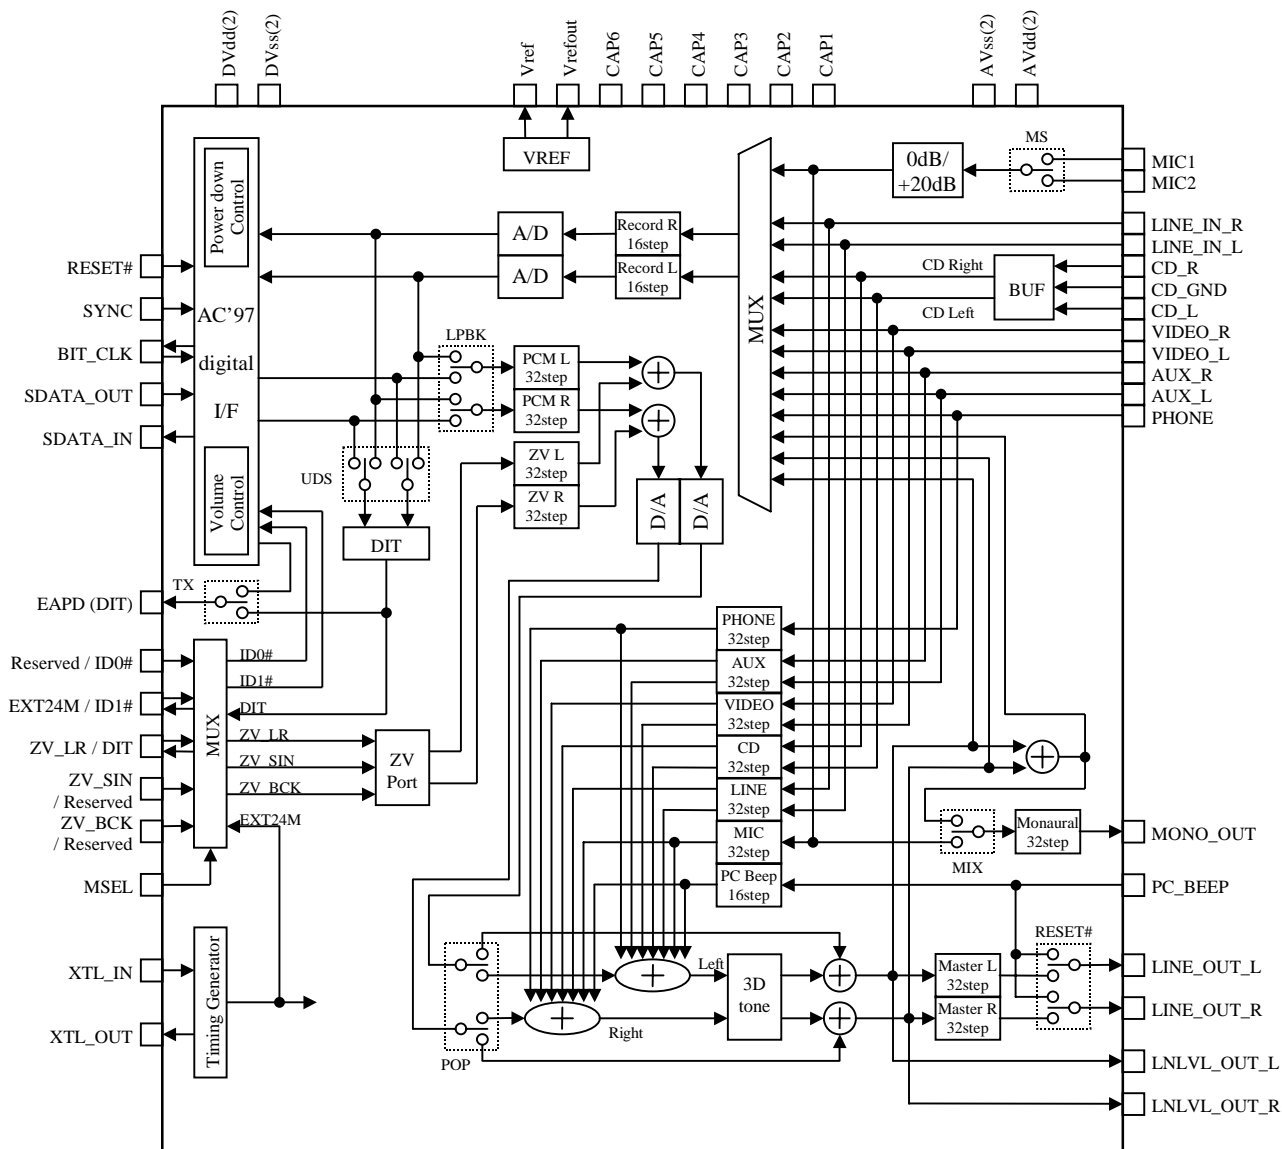 DVdd(2)
DVss(2)
Vref
Vrefout
CAP6
CAP5
CAP4
CAP3
CAP2
CAP1
AVss(2)
AVdd(2)
VREF
Power down
Control
AC'97
digital
I/F
Volume
Control
RESET#
SYNC
BIT_CLK
SDATA_OUT
SDATA_IN
A/D
A/D
Record R
16step
Record L
16step
MUX
0dB/
+20dB
MS
MIC1
MIC2
LINE_IN_R
LINE_IN_L
CD_R
CD_GND
CD_L
VIDEO_R
VIDEO_L
AUX_R
AUX_L
PHONE
CD Right
CD Left
BUF
LPBK
PCM L
32step
PCM R
32step
ZV L
32step
ZV R
32step
UDS
DIT
D/A
D/A
TX
EAPD (DIT)
Reserved / ID0#
EXT24M / ID1#
ZV_LR / DIT
ZV_SIN
/ Reserved
ZV_BCK
/ Reserved
MSEL
MUX
ID0#
ID1#
DIT
ZV_LR
ZV_SIN
ZV_BCK
EXT24M
ZV
Port
PHONE
32step
AUX
32step
VIDEO
32step
CD
32step
LINE
32step
MIC
32step
PC Beep
16step
MIX
Monaural
32step
MONO_OUT
PC_BEEP
XTL_IN
XTL_OUT
Timing Generator
POP
Left
Right
3D
tone
Master L
32step
Master R
32step
RESET#
LINE_OUT_L
LINE_OUT_R
LNLVL_OUT_L
LNLVL_OUT_R